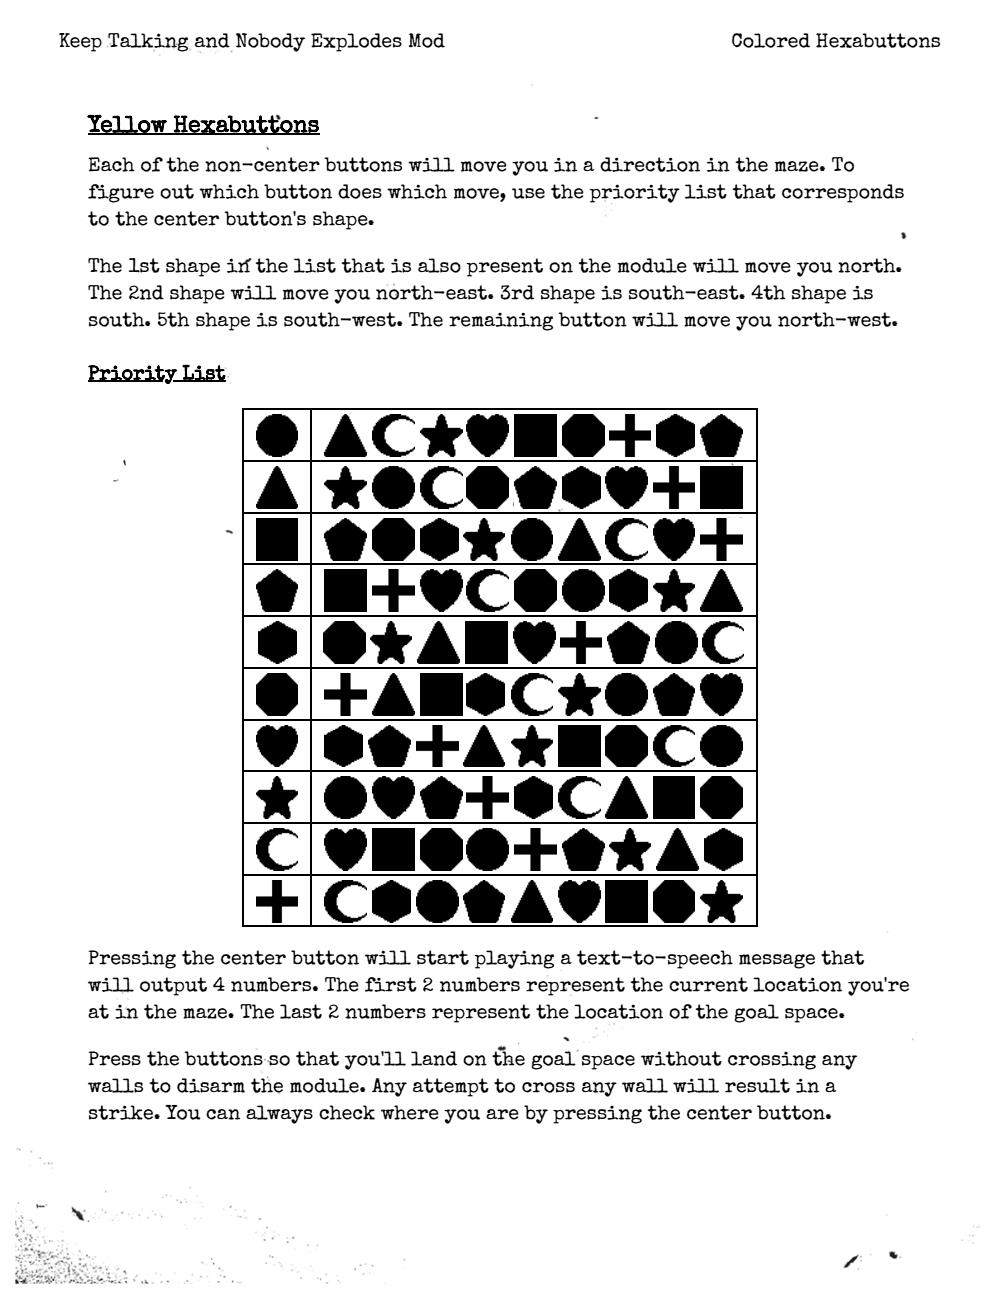 Keep Talking and Nobody Explodes Mod
Colored Hexabuttons
Yellow Hexabuttons
Each of the non-center buttons will move you in a direction in the maze. To
figure out which button does which move, use the priority list that corresponds
to the center button's shape.
The 1st shape in the list that is also present on the module will move you north.
The 2nd shape will move you north-east. 3rd shape is south-east. 4th shape is
south. 5th shape is south-west. The remaining button will move you north-west.
Priority List
Pressing the center button will start playing a text-to-speech message that
will output 4 numbers. The first 2 numbers represent the current location you're
at in the maze. The last 2 numbers represent the location of the goal space.
Press the buttons so that you'll land on the goal space without crossing any
walls to disarm the module. Any attempt to cross any wall will result in a
strike. You can always check where you are by pressing the center button.